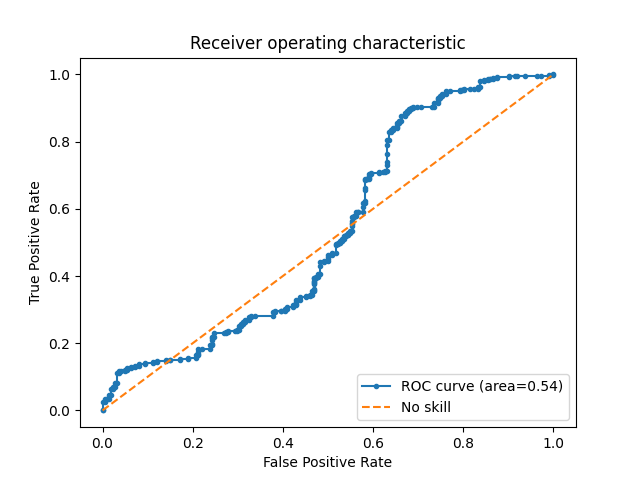 Receiver operating characteristic
True Positive Rate
1.0
0.8
0.6
0.4
0.2
0.0
ROC curve (area=0.54)
No skill
0.0 0.2 0.4 0.6 0.8 1.0
False Positive Rate